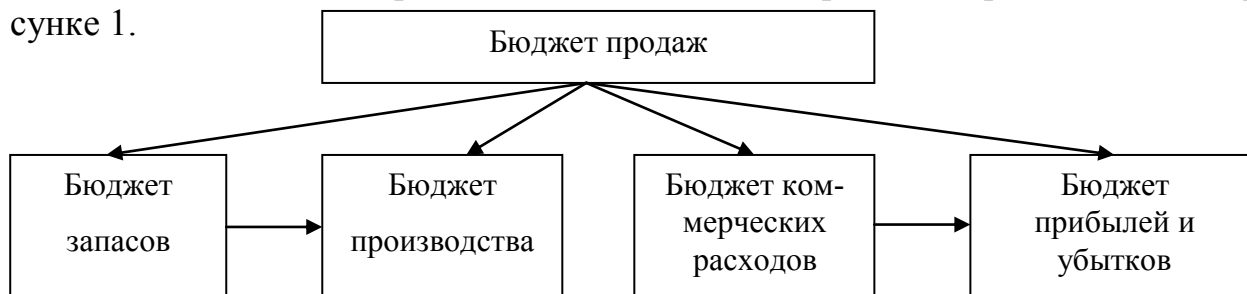 сунке 1.
Бюджет продаж
Бюджет
запасов
Бюджет
производства
Бюджет ком-
мерческих
расходов
Бюджет
прибылей и
убытков